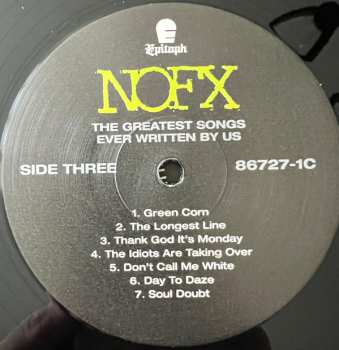 Epitaph
NOFX
THE GREATEST SONGS
EVER WRITTEN BY US
SIDE THREE 86727-1C
1. Green Corn
2. The Longest Line
3. Thank God It's Monday
4. The Idiots Are Taking Over
5. Don't Call Me White
6. Day To Daze
7. Soul Doubt